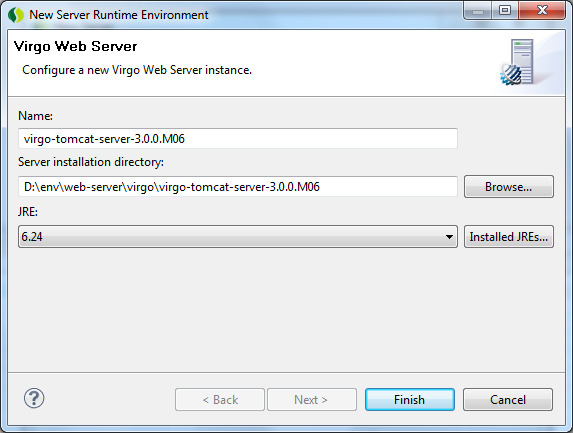 New Server Runtime Environment
Virgo Web Server
Configure a new Virgo Web Server instance.
Name:
virgo-tomcat-server-3.0.0.M06
Server installation directory:
D:\env\web-server\virgo\virgo-tomcat-server-3.0.0.M06
Browse...
JRE:
6.24
Installed JREs...
?
< Back
Next >
Finish
Cancel